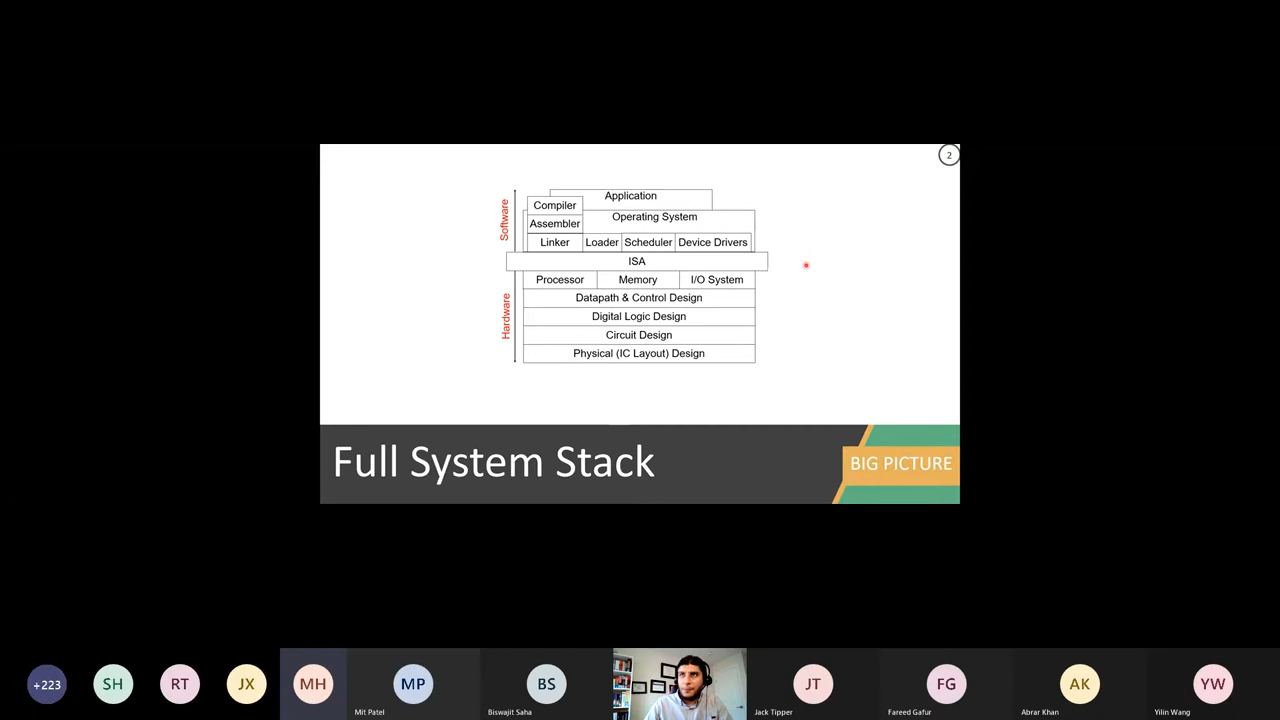 2
Application
Compiler
Operating System
Assembler
Linker Loader Scheduler Device Drivers
Software
ISA
Processor Memory I/O System
Datapath & Control Design
Digital Logic Design
Circuit Design
Physical (IC Layout) Design
Hardware
Full System Stack
BIG PICTURE
+223 SH RT JX MH MP BS JT FG AK YW
Mit Patel Biswajit Saha Jack Tipper Fareed Gafur Abrar Khan Yilin Wang